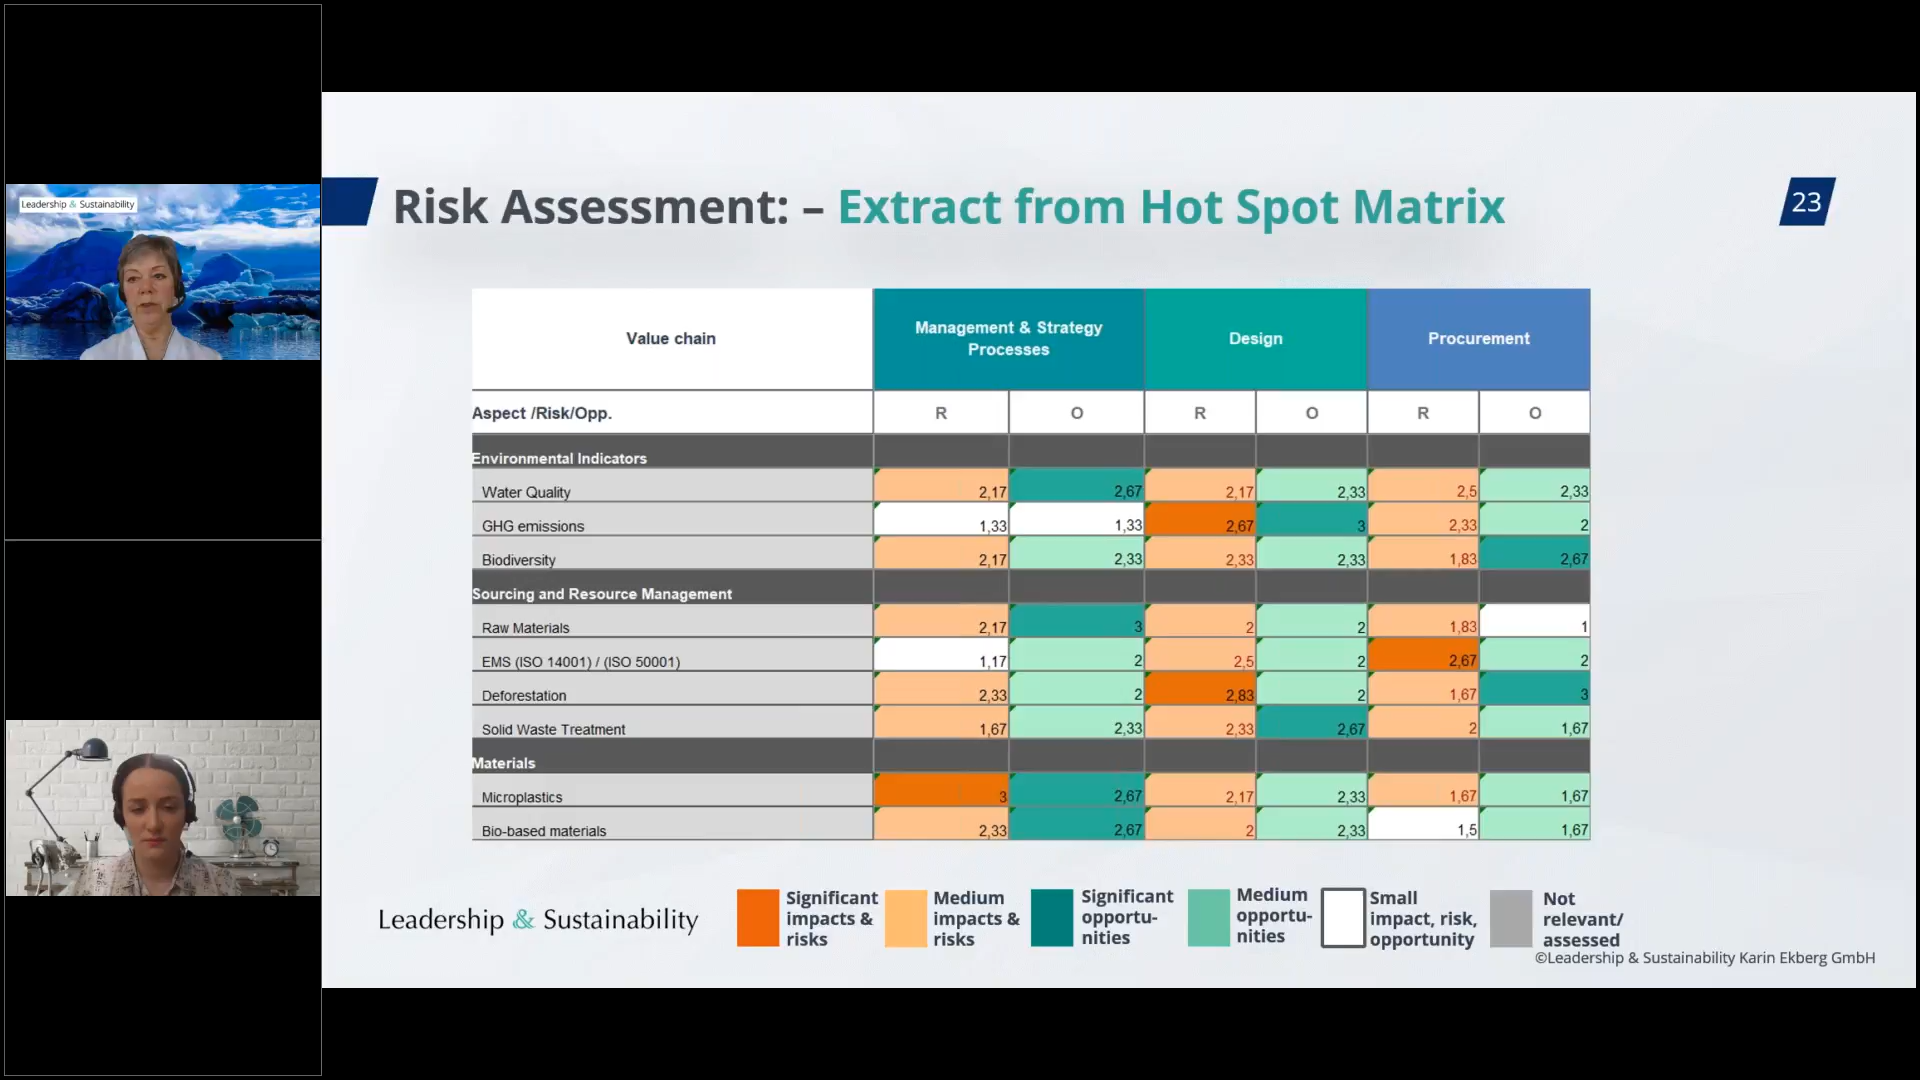 Leadership & Sustainability
Risk Assessment: – Extract from Hot Spot Matrix
23
Value chain
Management & Strategy
Processes
Design
Procurement
Aspect /Risk/Opp. R O R O R O
Environmental Indicators
Water Quality 2,17 2,67 2,17 2,33 2,5 2,33
GHG emissions 1,33 1,33 2,67 3 2,33 2
Biodiversity 2,17 2,33 2,33 2,33 1,83 2,67
Sourcing and Resource Management
Raw Materials 2,17 3 2 2 1,83 1
EMS (ISO 14001) / (ISO 50001) 1,17 2 2,5 2 2,67 2
Deforestation 2,33 2 2,83 2 1,67 3
Solid Waste Treatment 1,67 2,33 2,33 2,67 2 1,67
Materials
Microplastics 3 2,67 2,17 2,33 1,67 1,67
Bio-based materials 2,33 2,67 2 2,33 1,5 1,67
Leadership & Sustainability
Significant
impacts &
risks
Medium
impacts &
risks
Significant
opportu-
nities
Medium
opportu-
nities
Small
impact, risk,
opportunity
Not
relevant/
assessed
©Leadership & Sustainability Karin Ekberg GmbH